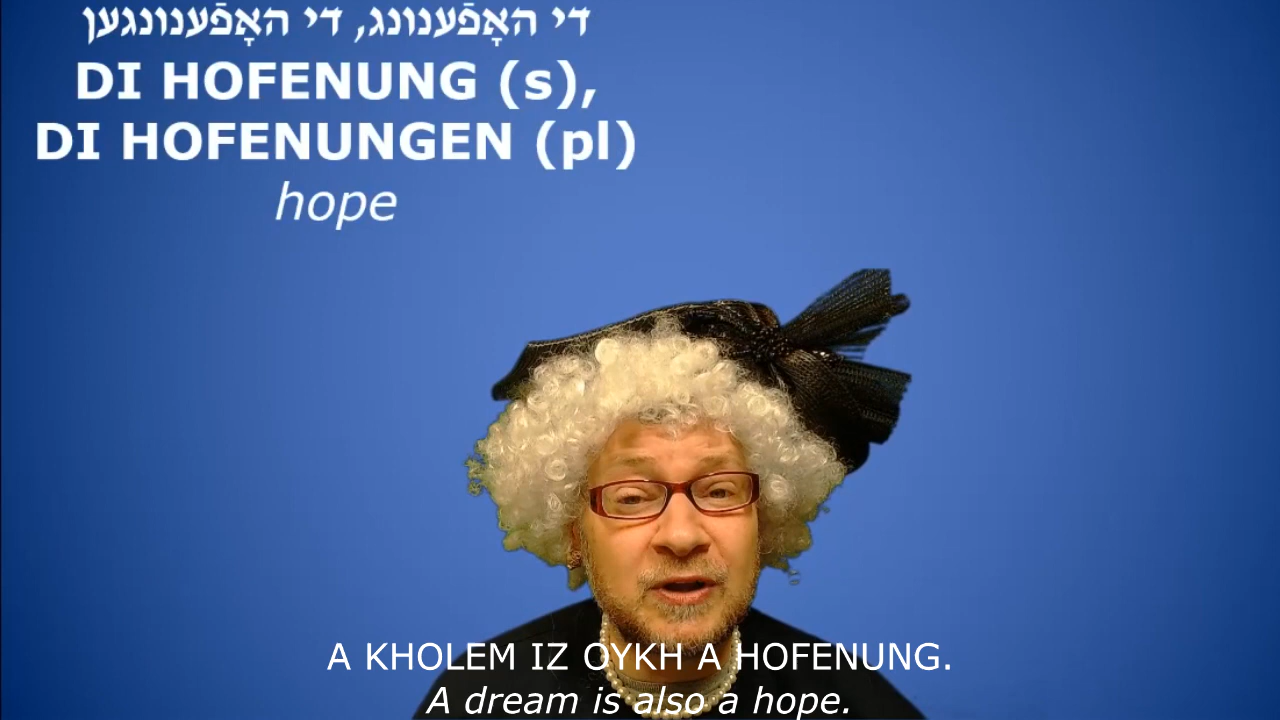 די האָפֿענונג, די האָפֿענונגען
DI HOFENUNG (s),
DI HOFENUNGEN (pl)
hope
A KHOLEM IZ OYKH A HOFENUNG.
A dream is also a hope.